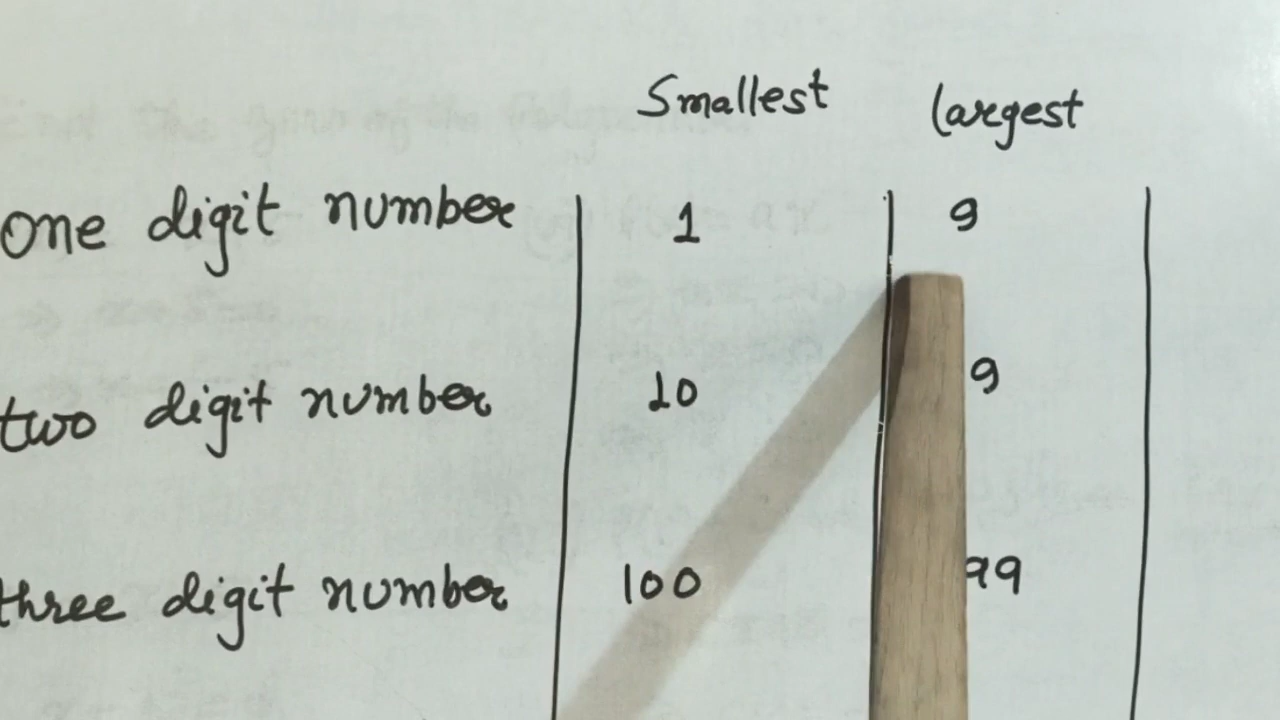 Smallest largest
one digit number 1 9
two digit number 10 9
three digit number 100 99